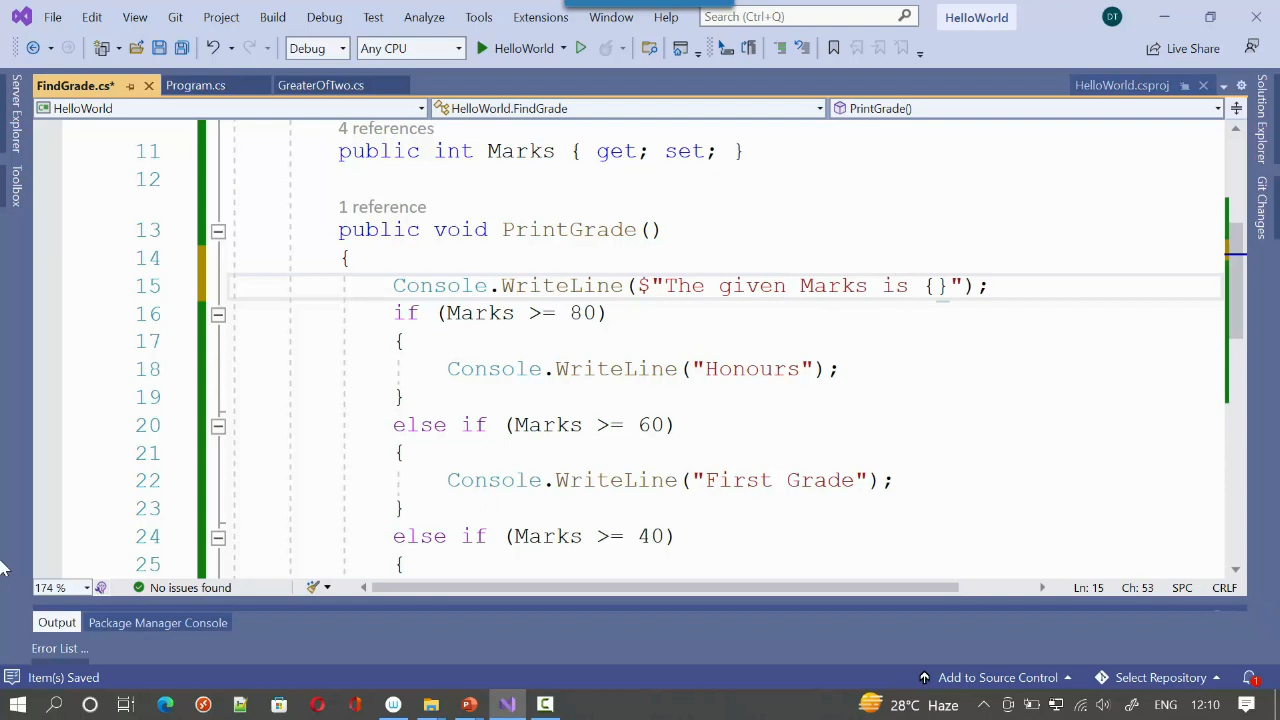 File Edit View Git Project Build Debug Test Analyze Tools Extensions Window Help Search (Ctrl+Q) HelloWorld DT
Debug Any CPU HelloWorld Live Share
FindGrade.cs* Program.cs GreaterOfTwo.cs HelloWorld.csproj
HelloWorld HelloWorld.FindGrade PrintGrade()
Server Explorer
Toolbox
Solution Explorer
Git Changes
4 references
11 public int Marks { get; set; }
12
1 reference
13 public void PrintGrade()
14 {
15 Console.WriteLine($"The given Marks is {}");
16 if (Marks >= 80)
17 {
18 Console.WriteLine("Honours");
19 }
20 else if (Marks >= 60)
21 {
22 Console.WriteLine("First Grade");
23 }
24 else if (Marks >= 40)
25 {
174 % No issues found Ln: 15 Ch: 53 SPC CRLF
Output Package Manager Console
Error List ...
Item(s) Saved Add to Source Control Select Repository 1
28°C Haze ENG 12:10